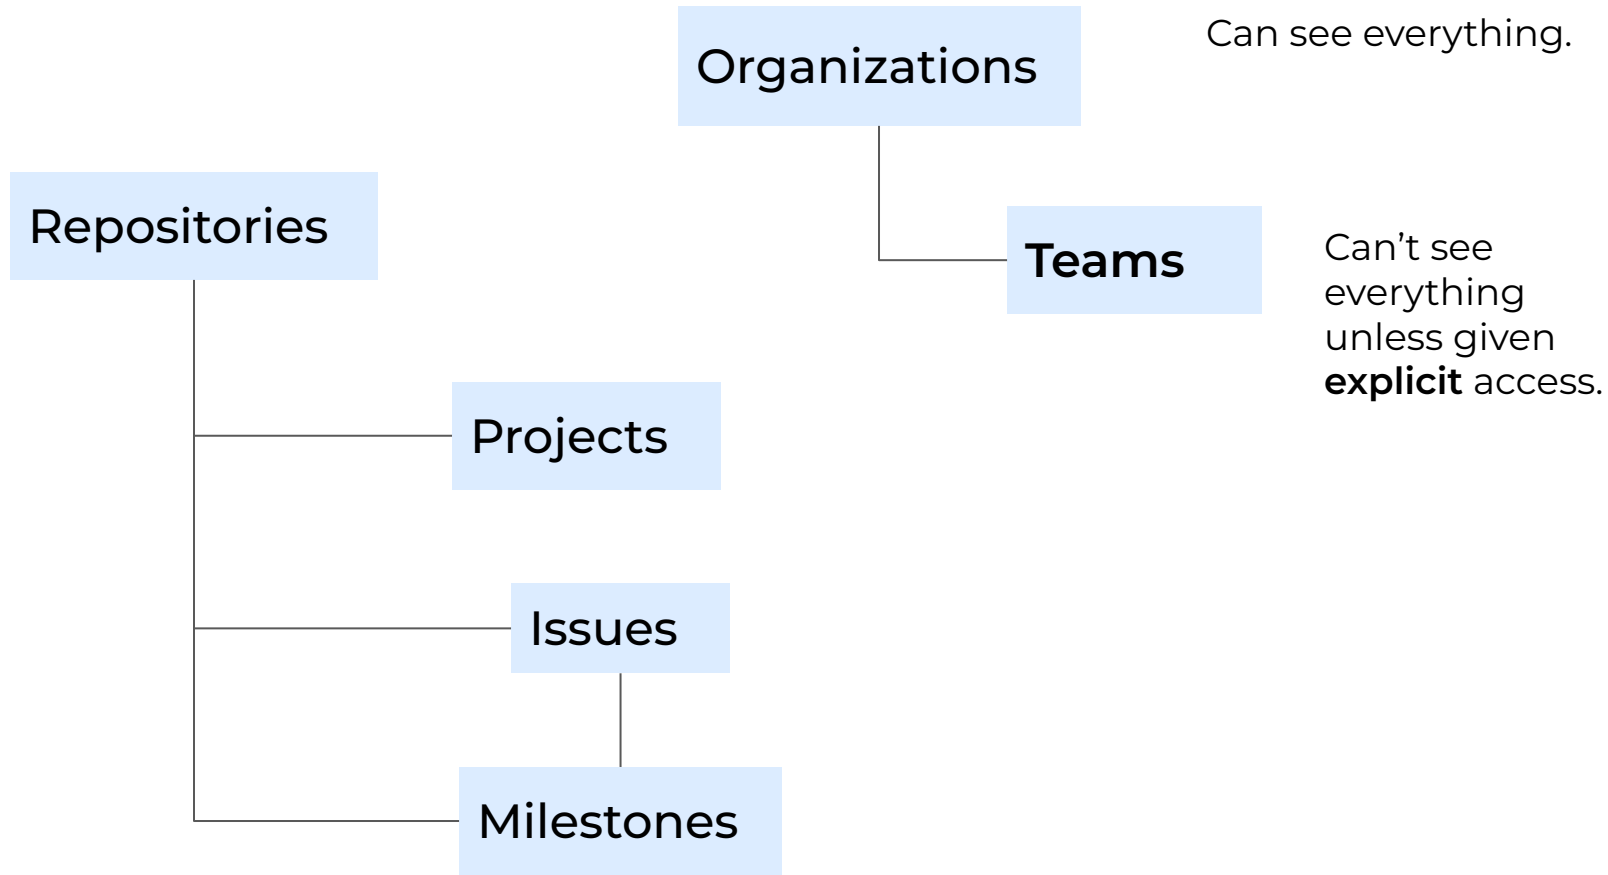 Can see everything.
Organizations
Repositories
Teams
Can’t see
everything
unless given
explicit access.
Projects
Issues
Milestones